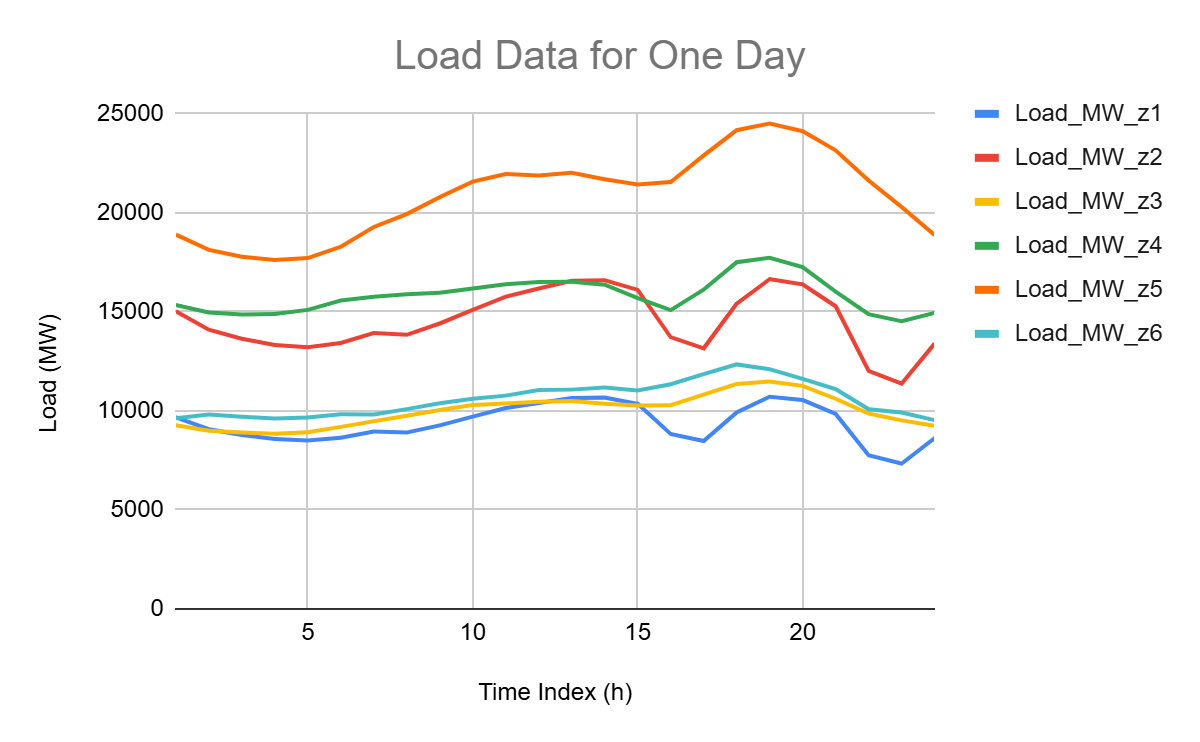 Load Data for One Day
25000
20000
15000
10000
5000
0
Load (MW)
5 10 15 20
Time Index (h)
Load_MW_z1
Load_MW_z2
Load_MW_z3
Load_MW_z4
Load_MW_z5
Load_MW_z6